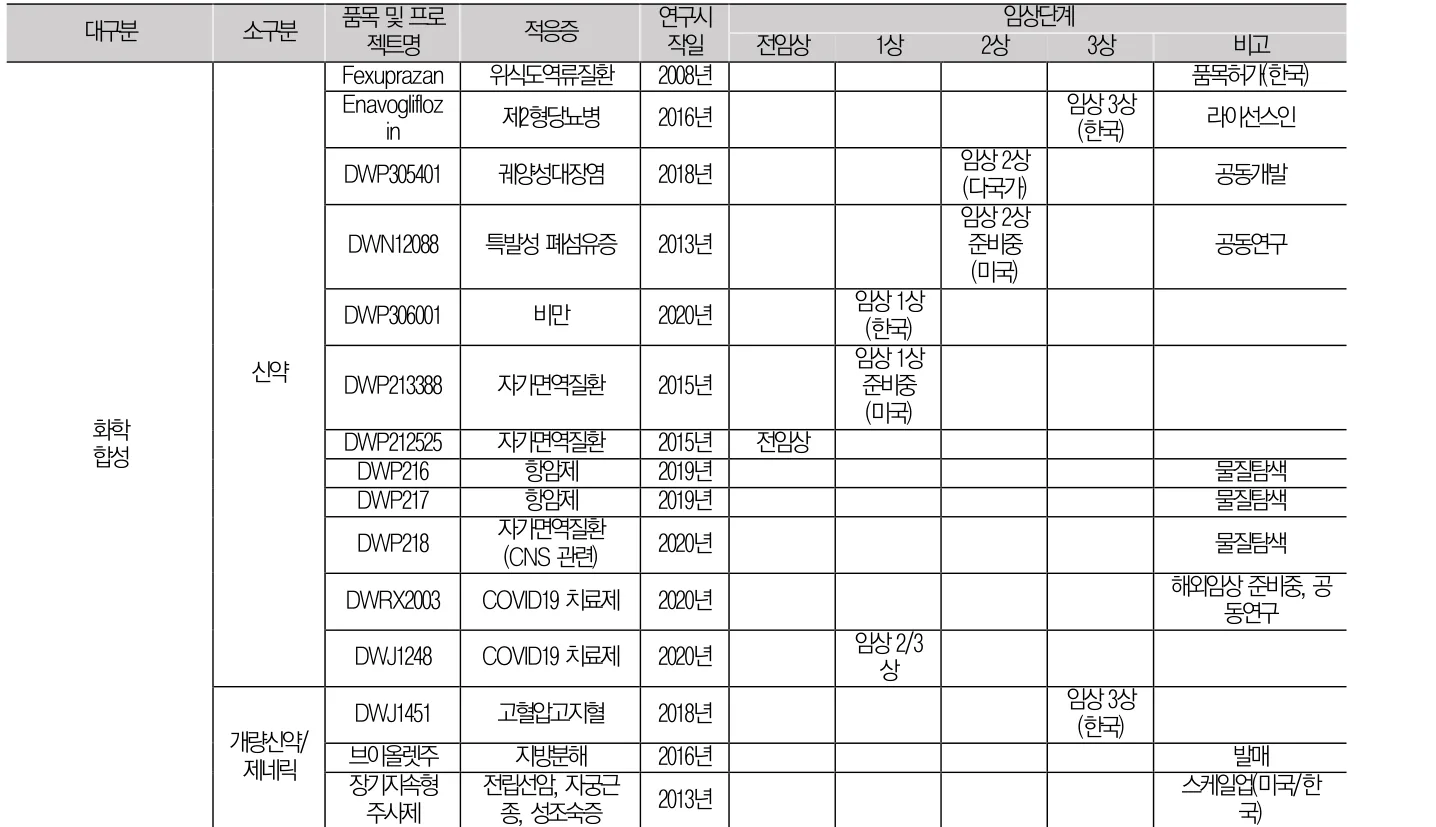 대구분 소구분 품목 및 프로젝트명 적응증 연구시작일 임상단계
전임상 1상 2상 3상 비고
화학
합성
신약
Fexuprazan 위식도역류질환 2008년 품목허가(한국)
Enavogliflozin 제2형당뇨병 2016년 임상 3상 (한국) 라이선스인
DWP305401 궤양성대장염 2018년 임상 2상 (다국가) 공동개발
DWN12088 특발성 폐섬유증 2013년 임상 2상 준비중 (미국) 공동연구
DWP306001 비만 2020년 임상 1상 (한국)
DWP213388 자가면역질환 2015년 임상 1상 준비중 (미국)
DWP212525 자가면역질환 2015년 전임상
DWP216 항암제 2019년 물질탐색
DWP217 항암제 2019년 물질탐색
DWP218 자가면역질환 (CNS 관련) 2020년 물질탐색
DWRX2003 COVID19 치료제 2020년 해외임상 준비중, 공동연구
DWJ1248 COVID19 치료제 2020년 임상 2/3상
개량신약/
제네릭
DWJ1451 고혈압고지혈 2018년 임상 3상 (한국)
브이올렛주 지방분해 2016년 발매
장기지속형 주사제 전립선암, 자궁근종, 성조숙증 2013년 스케일업(미국/한국)